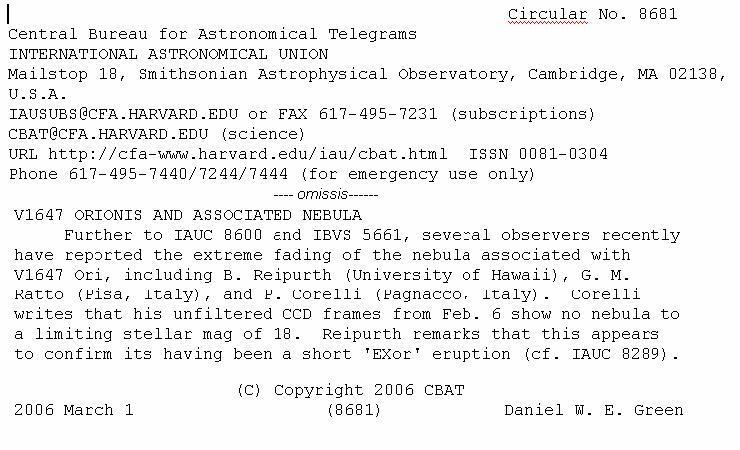 Circular No. 8681
Central Bureau for Astronomical Telegrams
INTERNATIONAL ASTRONOMICAL UNION
Mailstop 18, Smithsonian Astrophysical Observatory, Cambridge, MA 02138,
U.S.A.
IAUSUBS@CFA.HARVARD.EDU or FAX 617-495-7231 (subscriptions)
CBAT@CFA.HARVARD.EDU (science)
URL http://cfa-www.harvard.edu/iau/cbat.html  ISSN 0081-0304
Phone 617-495-7440/7244/7444 (for emergency use only)
---- omissis------
V1647 ORIONIS AND ASSOCIATED NEBULA
Further to IAUC 8600 and IBVS 5661, several observers recently
have reported the extreme fading of the nebula associated with
V1647 Ori, including B. Reipurth (University of Hawaii), G. M.
Ratto (Pisa, Italy), and P. Corelli (Pagnacco, Italy).  Corelli
writes that his unfiltered CCD frames from Feb. 6 show no nebula to
a limiting stellar mag of 18.  Reipurth remarks that this appears
to confirm its having been a short 'EXor' eruption (cf. IAUC 8289).
(C) Copyright 2006 CBAT
2006 March 1 (8681) Daniel W. E. Green